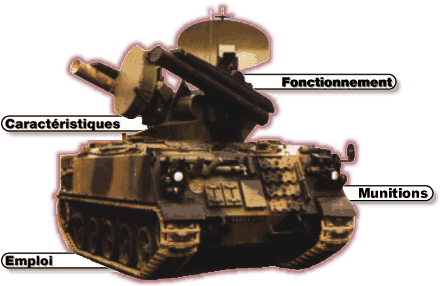 Fonctionnement
Caractéristiques
Munitions
Emploi